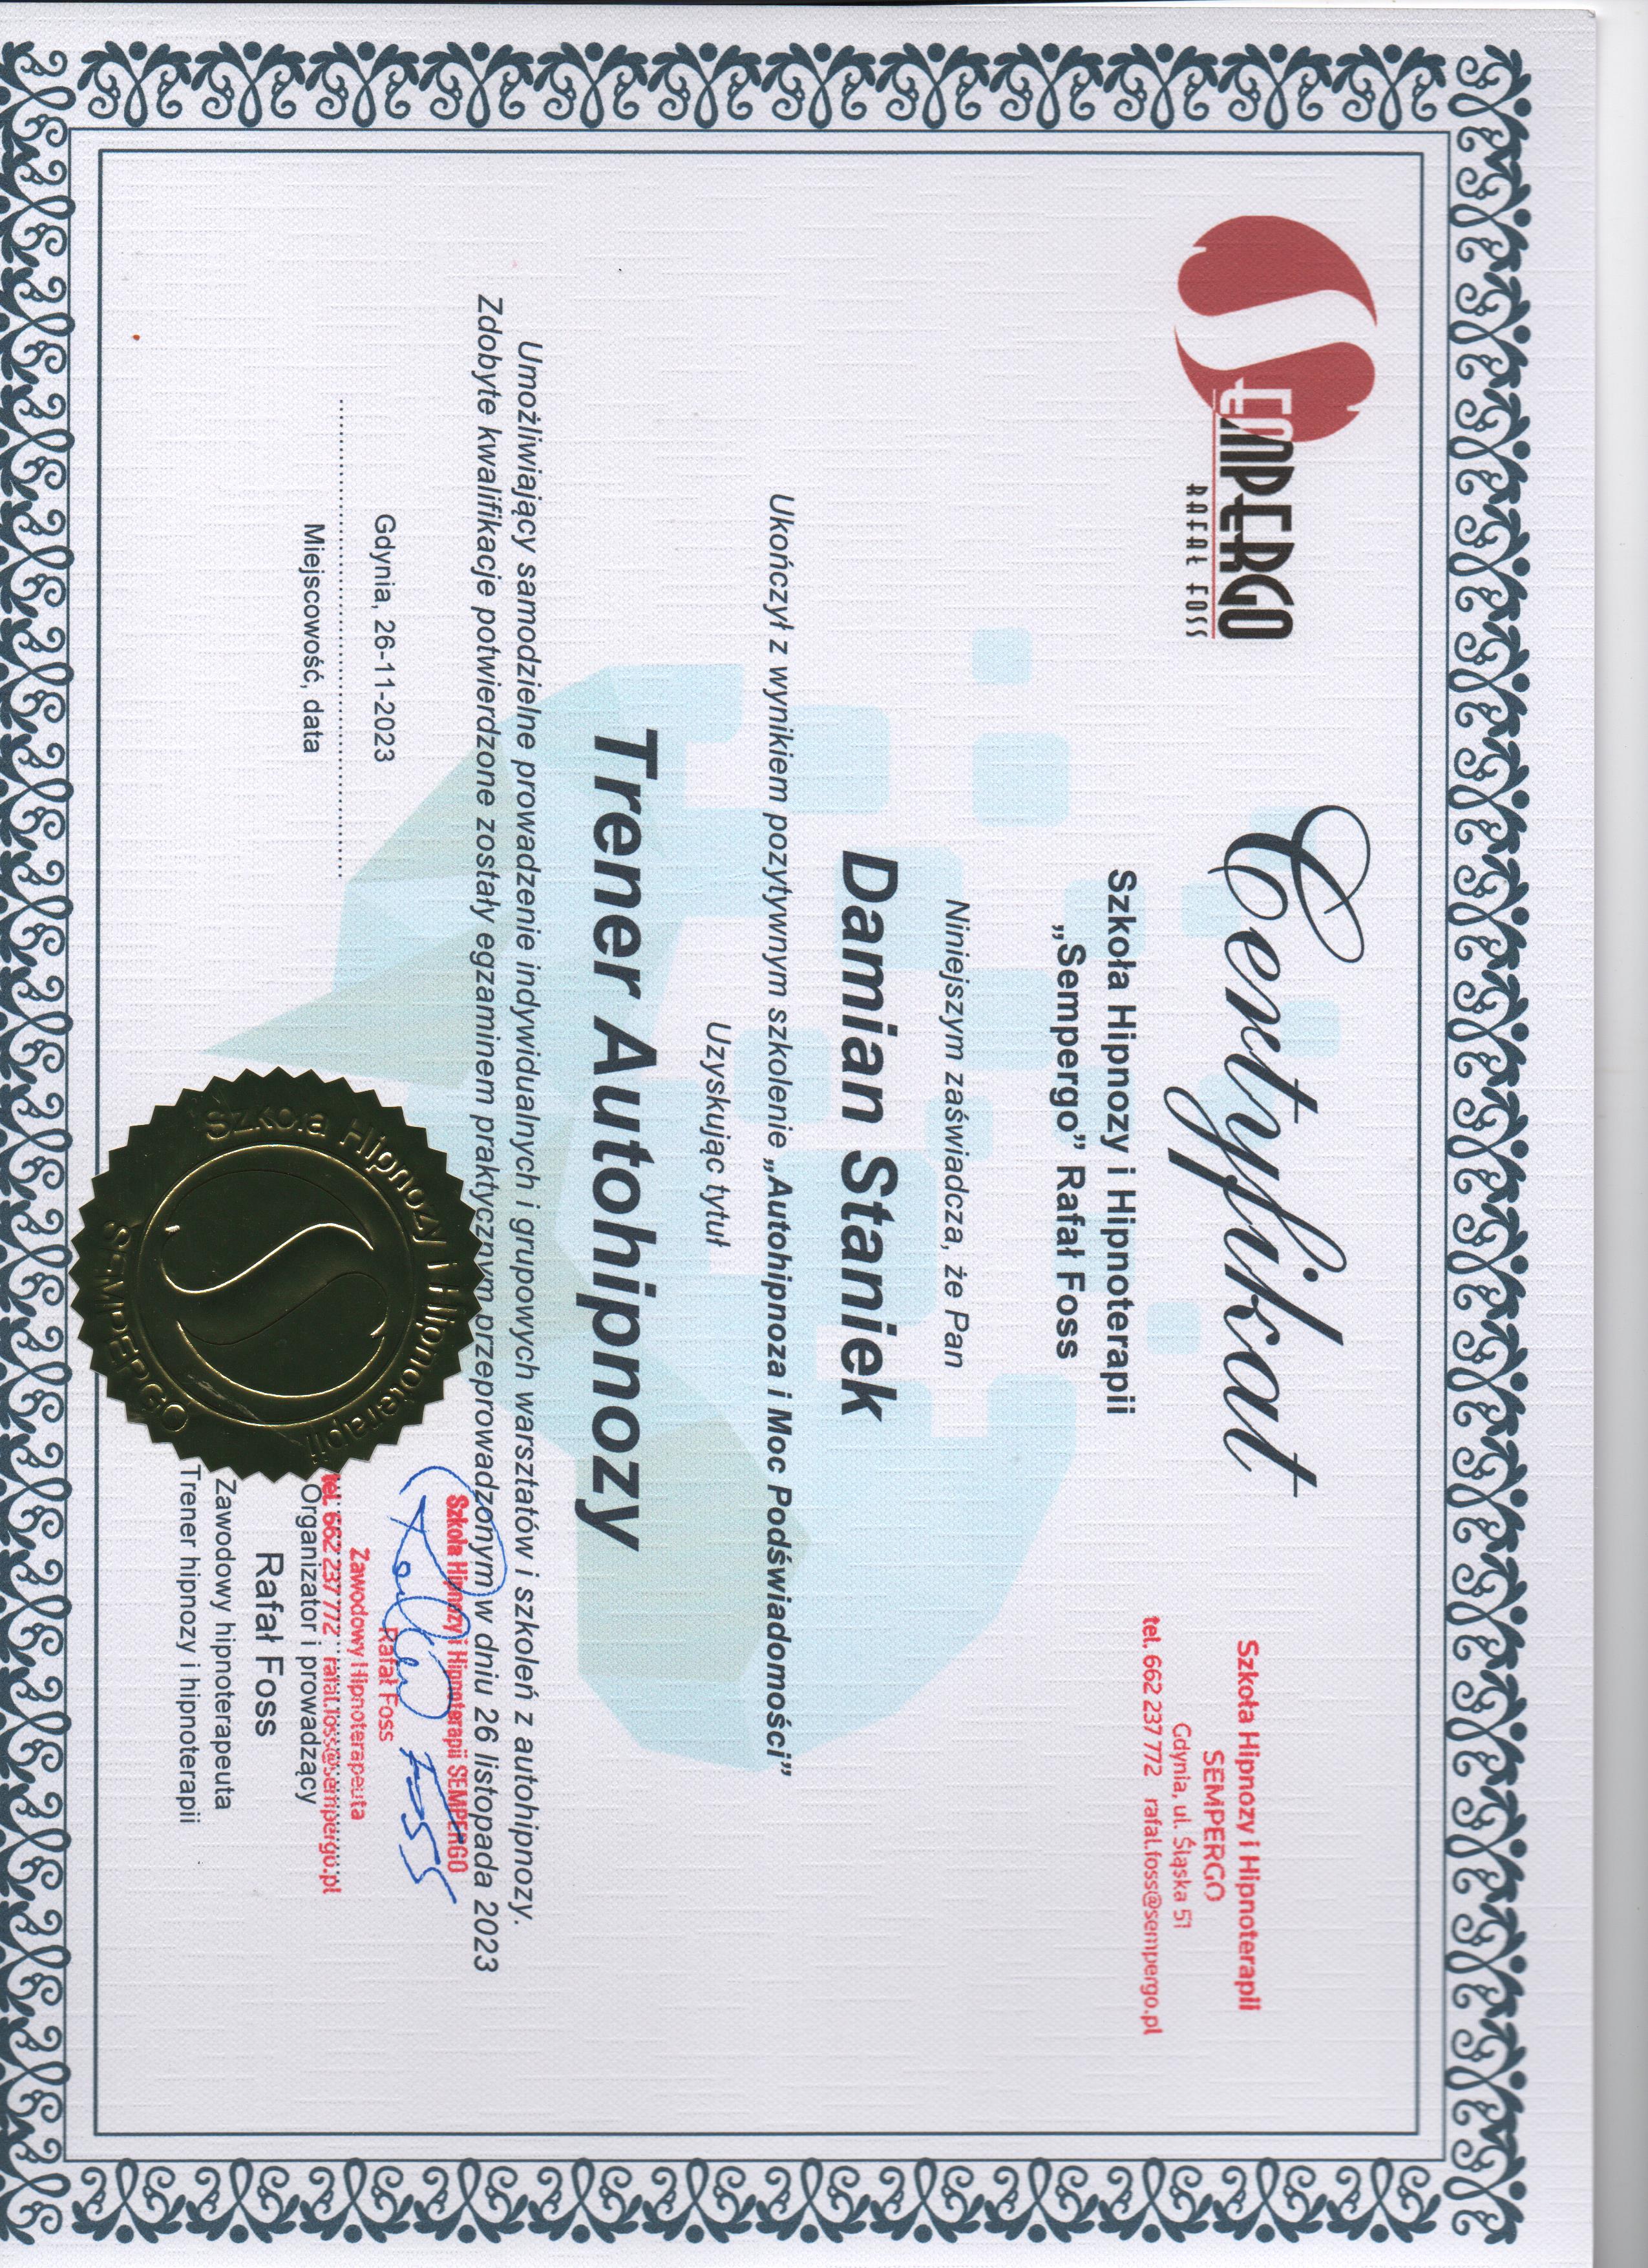 SEMPERGO
RAFAŁ FOSS
Certyfikat
Szkoła Hipnozy i Hipnoterapii
SEMPERGO
Gdynia, ul. Śląska 51
tel. 662 237 772 rafal.foss@sempergo.pl
Szkoła Hipnozy i Hipnoterapii
„Sempergo” Rafał Foss
Niniejszym zaświadcza, że Pan
Damian Staniek
Ukończył z wynikiem pozytywnym szkolenie „Autohipnoza i Moc Podświadomości”
Uzyskując tytuł
Trener Autohipnozy
Umożliwiający samodzielne prowadzenie indywidualnych i grupowych warsztatów i szkoleń z autohipnozy.
Zdobyte kwalifikacje potwierdzone zostały egzaminem praktycznym przeprowadzonym w dniu 26 listopada 2023
Gdynia, 26-11-2023
Miejscowość, data
Szkoła Hipnozy i Hipnoterapii
SEMPERGO
Szkoła Hipnozy i Hipnoterapii SEMPERGO
Rafał Foss
Zawodowy Hipnoterapeuta
tel. 662 237 772 rafal.foss@sempergo.pl
Rafał Foss
Organizator i prowadzący
Rafał Foss
Zawodowy hipnoterapeuta
Trener hipnozy i hipnoterapii